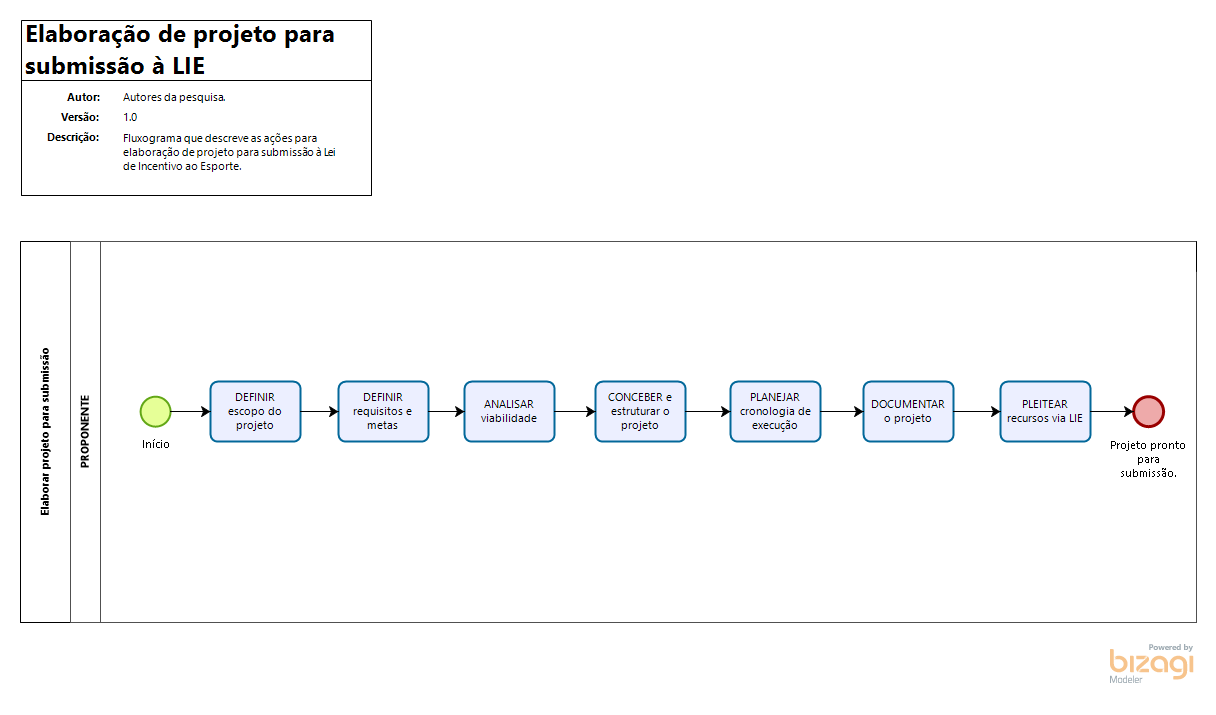 Elaboração de projeto para
submissão à LIE
Autor: Autores da pesquisa.
Versão: 1.0
Descrição: Fluxograma que descreve as ações para
elaboração de projeto para submissão à Lei
de Incentivo ao Esporte.
Elaborar projeto para submissão
PROPONENTE
Início
DEFINIR
escopo do
projeto
DEFINIR
requisitos e
metas
ANALISAR
viabilidade
CONCEBER e
estruturar o
projeto
PLANEJAR
cronologia de
execução
DOCUMENTAR
o projeto
PLEITEAR
recursos via LIE
Projeto pronto
para
submissão.
Powered by
bizagi
Modeler